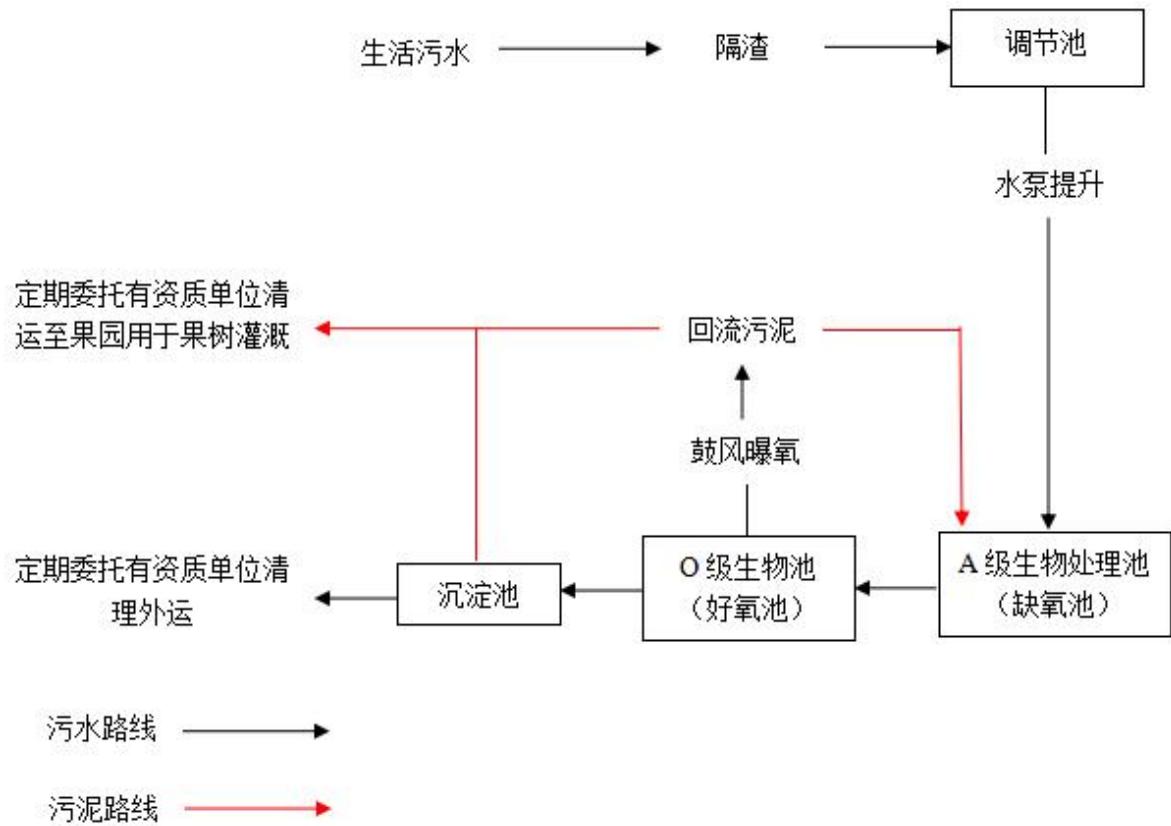 生活污水
隔渣
调节池
水泵提升
定期委托有资质单位清
运至果园用于果树灌溉
回流污泥
鼓风曝氧
定期委托有资质单位清
理外运
沉淀池
O 级生物池
（好氧池）
A 级生物处理池
（缺氧池）
污水路线
污泥路线